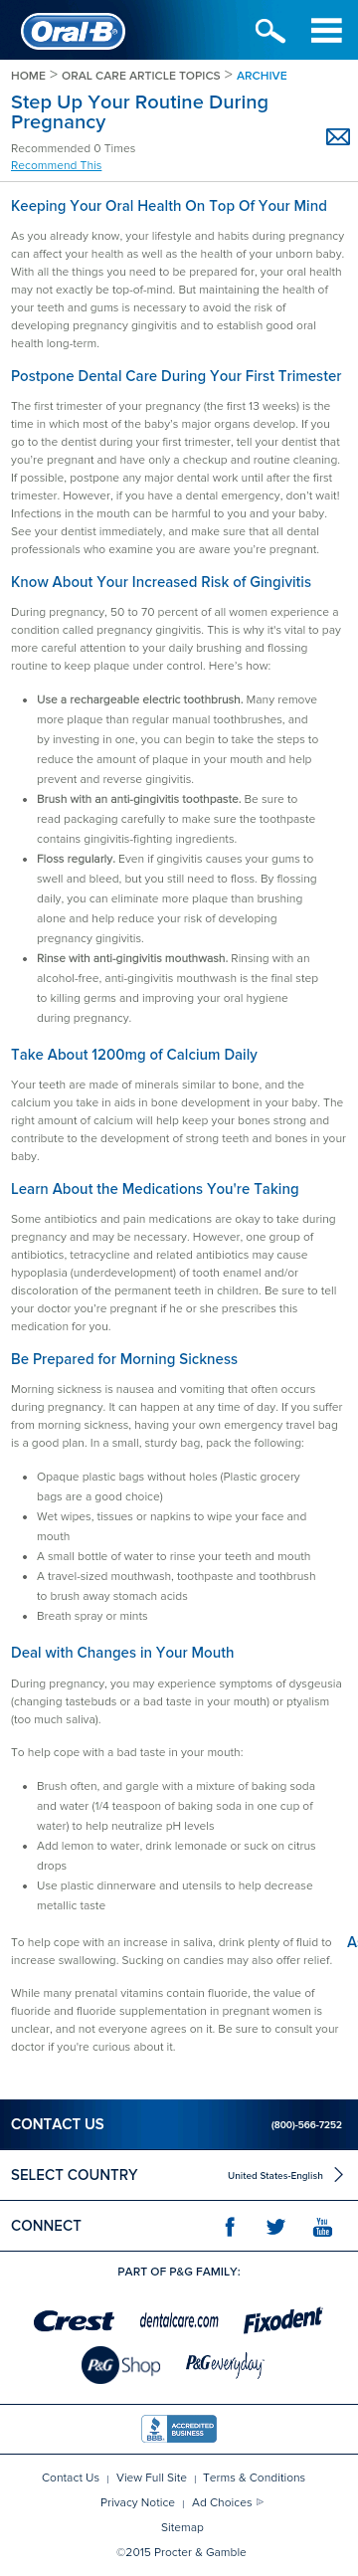 Oral-B
HOME > ORAL CARE ARTICLE TOPICS > ARCHIVE
Step Up Your Routine During
Pregnancy
Recommended 0 Times
Recommend This
Keeping Your Oral Health On Top Of Your Mind
As you already know, your lifestyle and habits during pregnancy
can affect your health as well as the health of your unborn baby.
With all the things you need to be prepared for, your oral health
may not exactly be top-of-mind. But maintaining the health of
your teeth and gums is necessary to avoid the risk of
developing pregnancy gingivitis and to establish good oral
health long-term.
Postpone Dental Care During Your First Trimester
The first trimester of your pregnancy (the first 13 weeks) is the
time in which most of the baby's major organs develop. If you
go to the dentist during your first trimester, tell your dentist that
you're pregnant and have only a checkup and routine cleaning.
If possible, postpone any major dental work until after the first
trimester. However, if you have a dental emergency, don't wait!
Infections in the mouth can be harmful to you and your baby.
See your dentist immediately, and make sure that all dental
professionals who examine you are aware you're pregnant.
Know About Your Increased Risk of Gingivitis
During pregnancy, 50 to 70 percent of all women experience a
condition called pregnancy gingivitis. This is why it's vital to pay
more careful attention to your daily brushing and flossing
routine to keep plaque under control. Here's how:
• Use a rechargeable electric toothbrush. Many remove
more plaque than regular manual toothbrushes, and
by investing in one, you can begin to take the steps to
reduce the amount of plaque in your mouth and help
prevent and reverse gingivitis.
• Brush with an anti-gingivitis toothpaste. Be sure to
read packaging carefully to make sure the toothpaste
contains gingivitis-fighting ingredients.
• Floss regularly. Even if gingivitis causes your gums to
swell and bleed, but you still need to floss. By flossing
daily, you can eliminate more plaque than brushing
alone and help reduce your risk of developing
pregnancy gingivitis.
• Rinse with anti-gingivitis mouthwash. Rinsing with an
alcohol-free, anti-gingivitis mouthwash is the final step
to killing germs and improving your oral hygiene
during pregnancy.
Take About 1200mg of Calcium Daily
Your teeth are made of minerals similar to bone, and the
calcium you take in aids in bone development in your baby. The
right amount of calcium will help keep your bones strong and
contribute to the development of strong teeth and bones in your
baby.
Learn About the Medications You're Taking
Some antibiotics and pain medications are okay to take during
pregnancy and may be necessary. However, one group of
antibiotics, tetracycline and related antibiotics may cause
hypoplasia (underdevelopment) of tooth enamel and/or
discoloration of the permanent teeth in children. Be sure to tell
your doctor you're pregnant if he or she prescribes this
medication for you.
Be Prepared for Morning Sickness
Morning sickness is nausea and vomiting that often occurs
during pregnancy. It can happen at any time of day. If you suffer
from morning sickness, having your own emergency travel bag
is a good plan. In a small, sturdy bag, pack the following:
• Opaque plastic bags without holes (Plastic grocery
bags are a good choice)
• Wet wipes, tissues or napkins to wipe your face and
mouth
• A small bottle of water to rinse your teeth and mouth
• A travel-sized mouthwash, toothpaste and toothbrush
to brush away stomach acids
• Breath spray or mints
Deal with Changes in Your Mouth
During pregnancy, you may experience symptoms of dysgesusia
(changing tastebuds or a bad taste in your mouth) or ptyalism
(too much saliva).
To help cope with a bad taste in your mouth:
• Brush often, and gargle with a mixture of baking soda
and water (1/4 teaspoon of baking soda in one cup of
water) to help neutralize pH levels
• Add lemon to water, drink lemonade or suck on citrus
drops
• Use plastic dinnerware and utensils to help decrease
metallic taste
To help cope with an increase in saliva, drink plenty of fluid to
increase swallowing. Sucking on candies may also offer relief.
While many prenatal vitamins contain fluoride, the value of
fluoride and fluoride supplementation in pregnant women is
unclear, and not everyone agrees on it. Be sure to consult your
doctor if you're curious about it.
CONTACT US (800)-566-7252
SELECT COUNTRY United States-English
CONNECT You Tube
PART OF P&G FAMILY:
Crest dentalcare.com Fixodent
P&G Shop P&G everyday
BBB ACCREDITED BUSINESS
Contact Us | View Full Site | Terms & Conditions
Privacy Notice | Ad Choices
Sitemap
©2015 Procter & Gamble